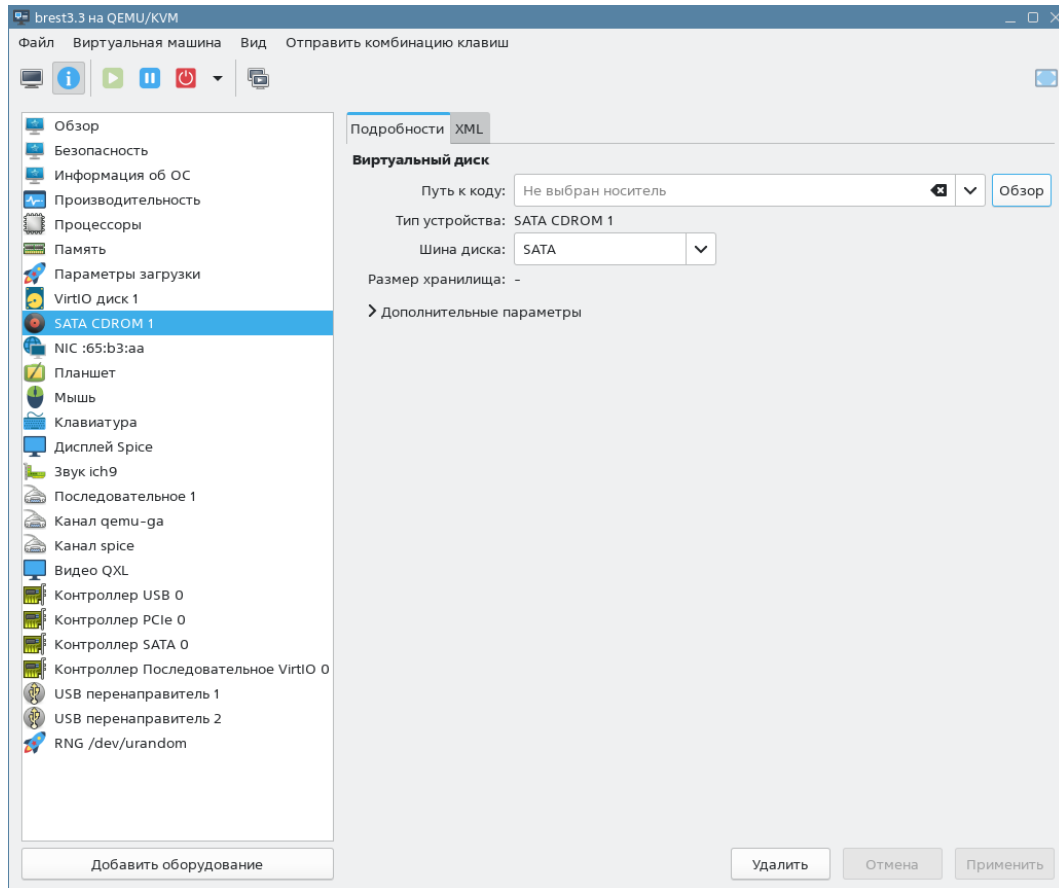 brest3.3 на QEMU/KVM
Файл Виртуальная машина Вид Отправить комбинацию клавиш
Обзор
Безопасность
Информация об ОС
Производительность
Процессоры
Память
Параметры загрузки
VirtIO диск 1
SATA CDROM 1
NIC :65:b3:aa
Планшет
Мышь
Клавиатура
Дисплей Spice
Звук ich9
Последовательное 1
Канал qemu-ga
Канал spice
Видео QXL
Контроллер USB 0
Контроллер PCIe 0
Контроллер SATA 0
Контроллер Последовательное VirtIO 0
USB перенаправитель 1
USB перенаправитель 2
RNG /dev/urandom
Добавить оборудование
Подробности XML
Виртуальный диск
Путь к коду: Не выбран носитель Обзор
Тип устройства: SATA CDROM 1
Шина диска: SATA
Размер хранилища: -
Дополнительные параметры
Удалить Отмена Применить